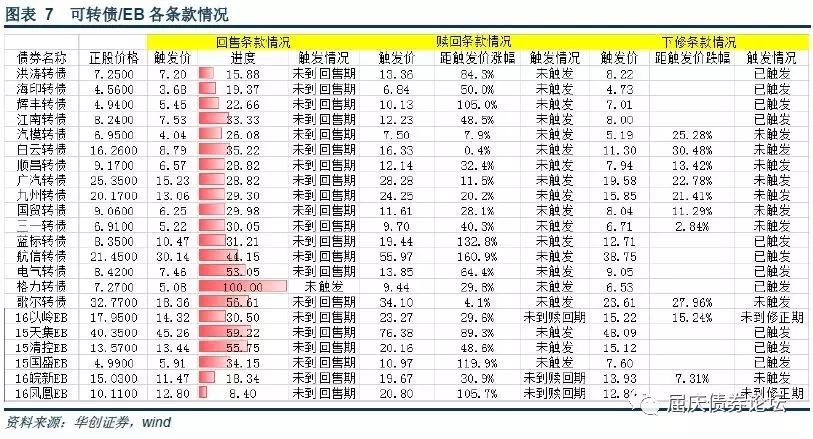 图表 7 可转债/EB 各条款情况
回售条款情况 赎回条款情况 下修条款情况
债券名称 正股价格 触发价 进度 触发情况 触发价 距触发价涨幅 触发情况 触发价 距触发价跌幅 触发情况
洪涛转债 7.2500 7.20 15.88 未到回售期 13.36 84.3% 未触发 8.22 已触发
海印转债 4.5600 3.68 19.37 未到回售期 6.84 50.0% 未触发 4.73 已触发
辉丰转债 4.9400 5.45 22.66 未到回售期 10.13 105.0% 未触发 7.01 已触发
江南转债 8.2400 7.53 33.33 未到回售期 12.23 48.5% 未触发 8.00 已触发
汽模转债 6.9500 4.04 26.08 未到回售期 7.50 7.9% 未触发 5.19 25.28% 未触发
白云转债 16.2600 8.79 35.22 未到回售期 16.33 0.4% 未触发 11.30 30.48% 未触发
顺昌转债 9.1700 6.57 28.82 未到回售期 12.14 32.4% 未触发 7.94 13.42% 未触发
广汽转债 25.3500 15.23 28.82 未到回售期 28.28 11.5% 未触发 19.58 22.78% 未触发
九州转债 20.1700 13.06 29.30 未到回售期 24.25 20.2% 未触发 15.85 21.41% 未触发
国贸转债 9.0600 6.25 29.98 未到回售期 11.61 28.1% 未触发 8.04 11.29% 未触发
三一转债 6.9100 5.22 30.05 未到回售期 9.70 40.3% 未触发 6.71 2.84% 未触发
蓝标转债 8.3500 10.47 31.21 未到回售期 19.44 132.8% 未触发 12.71 已触发
航信转债 21.4500 30.14 44.15 未到回售期 55.97 160.9% 未触发 38.75 已触发
电气转债 8.4200 7.46 53.05 未到回售期 13.85 64.4% 未触发 9.05 已触发
格力转债 7.2700 5.08 100.00 未触发 9.44 29.8% 未触发 6.53 已触发
歌尔转债 32.7700 18.36 56.61 未到回售期 34.10 4.1% 未触发 23.61 27.96% 未触发
16以岭EB 17.9500 14.32 30.50 未到回售期 23.27 29.6% 未到赎回期 15.22 15.24% 未到修正期
15天集EB 40.3500 45.26 59.22 未到回售期 76.38 89.3% 未触发 48.09 已触发
15清控EB 13.5700 13.44 55.75 未到回售期 20.16 48.6% 未触发 15.12 已触发
15国盛EB 4.9900 5.91 34.15 未到回售期 10.97 119.9% 未触发 7.60 已触发
16皖新EB 15.0300 11.47 18.34 未到回售期 19.67 30.9% 未到赎回期 13.93 7.31% 未触发
16凤凰EB 10.1100 12.80 8.40 未到回售期 20.80 105.7% 未到赎回期 未到修正期
屈庆债券论坛
资料来源：华创证券，wind